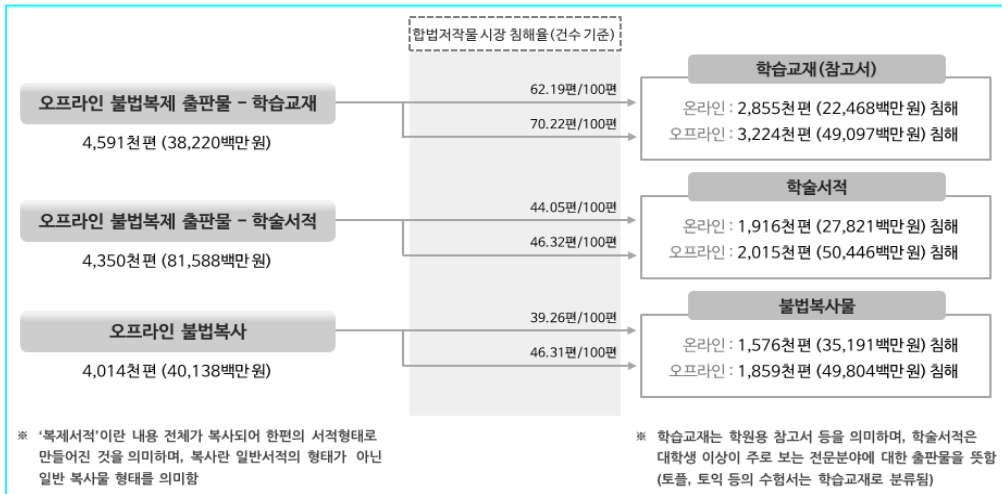 합법저작물 시장 침해율(건수 기준)
오프라인 불법복제 출판물 – 학습교재
4,591천 편 (38,220백만 원)
62.19편/100편
70.22편/100편
학습교재(참고서)
온라인 : 2,855천 편 (22,468백만 원) 침해
오프라인 : 3,224천 편 (49,097백만 원) 침해
오프라인 불법복제 출판물 – 학술서적
4,350천 편 (81,588백만 원)
44.05편/100편
46.32편/100편
학술서적
온라인 : 1,916천 편 (27,821백만 원) 침해
오프라인 : 2,015천 편 (50,446백만 원) 침해
오프라인 불법복사
4,014천 편 (40,138백만 원)
39.26편/100편
46.31편/100편
불법복사물
온라인 : 1,576천 편 (35,191백만 원) 침해
오프라인 : 1,859천 편 (49,804백만 원) 침해
※ ‘복제서적’이란 내용 전체가 복사되어 한편의 서적형태로
만들어진 것을 의미하며, 복사란 일반서적의 형태가 아닌
일반 복사물 형태를 의미함
※ 학습교재는 학원용 참고서 등을 의미하며, 학술서적은
대학생 이상이 주로 보는 전문분야에 대한 출판물을 뜻함
(토플, 토익 등의 수험서는 학습교재로 분류됨)